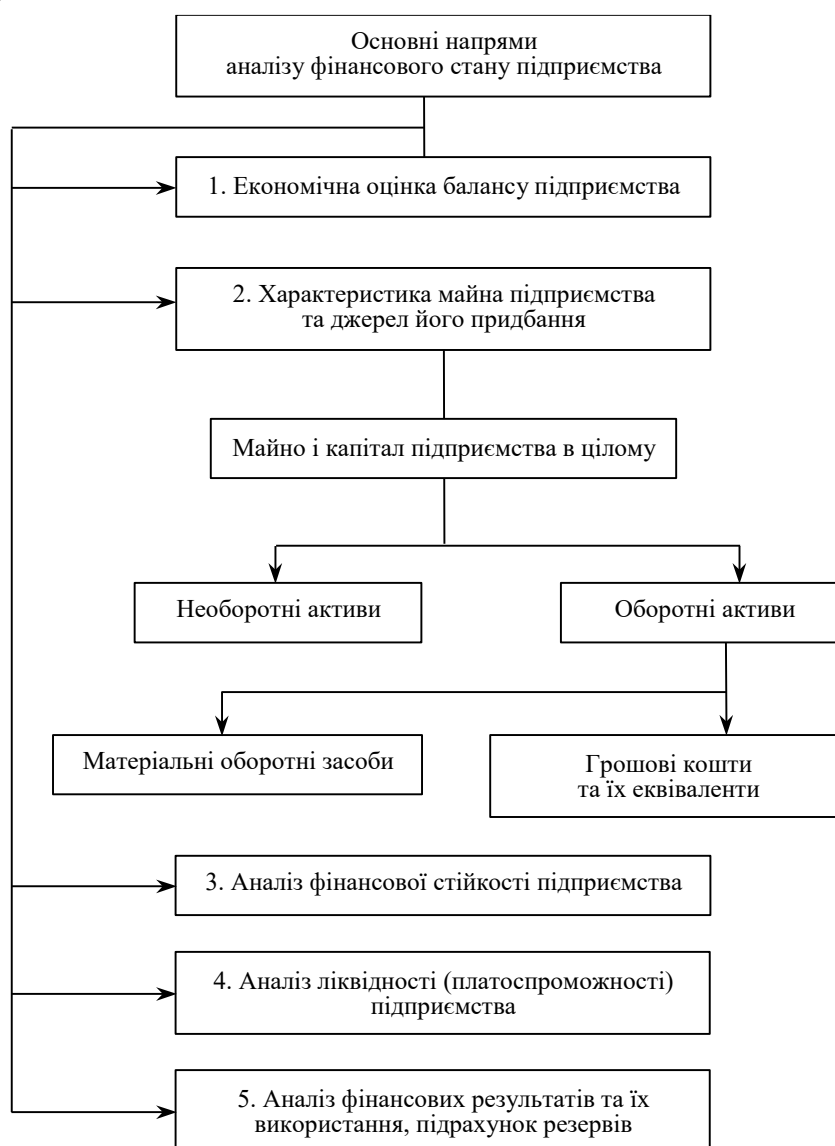 Основні напрями
аналізу фінансового стану підприємства
1. Економічна оцінка балансу підприємства
2. Характеристика майна підприємства
та джерел його придбання
Майно і капітал підприємства в цілому
Необоротні активи
Оборотні активи
Матеріальні оборотні засоби
Грошові кошти
та їх еквіваленти
3. Аналіз фінансової стійкості підприємства
4. Аналіз ліквідності (платоспроможності)
підприємства
5. Аналіз фінансових результатів та їх
використання, підрахунок резервів